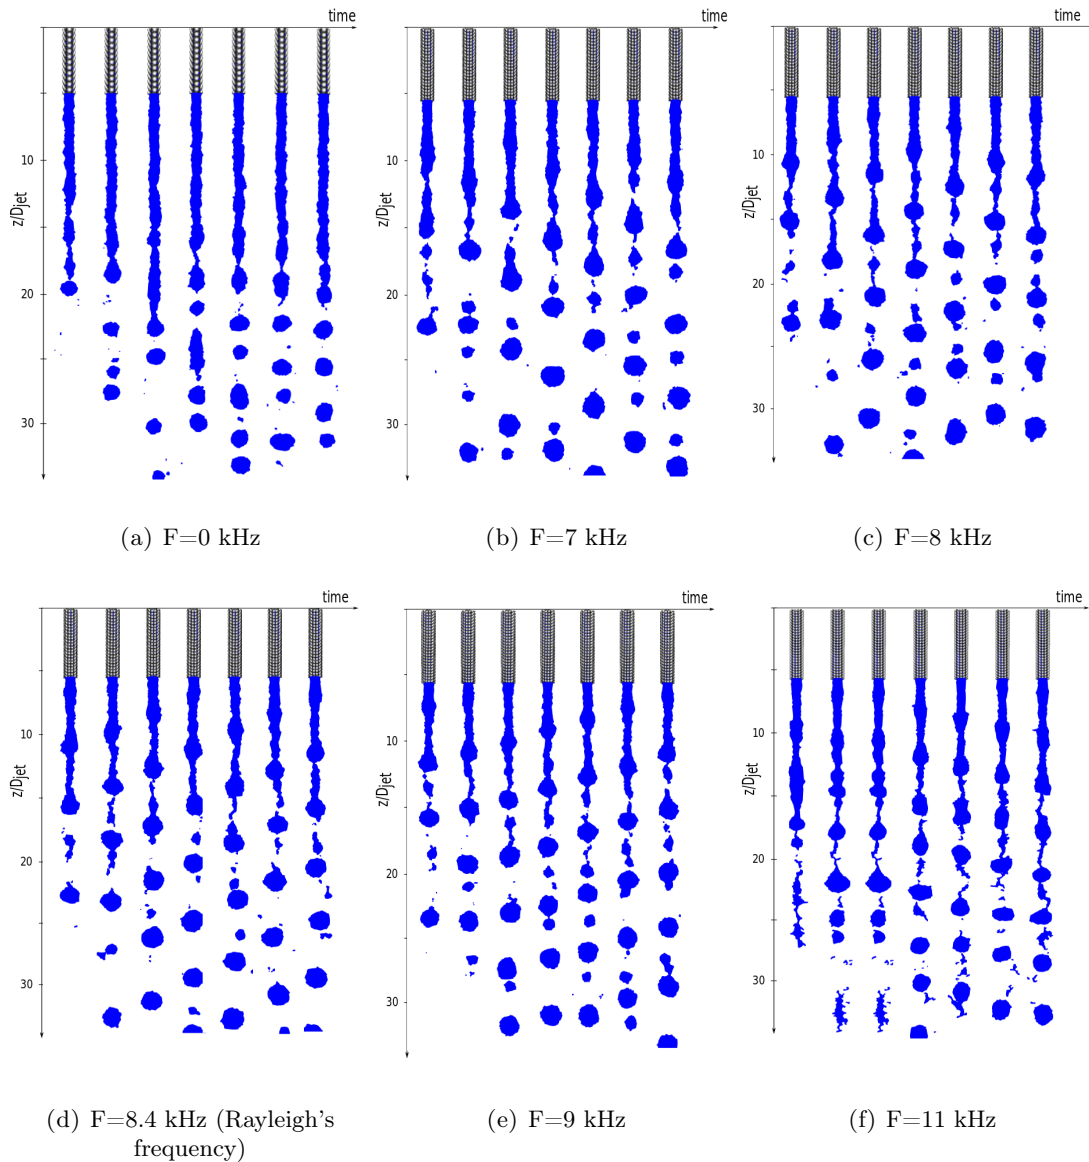 time
10
z/Djet
20
30
(a) F=0 kHz
time
10
z/Djet
20
30
(b) F=7 kHz
time
10
z/Djet
20
30
(c) F=8 kHz
time
10
z/Djet
20
30
(d) F=8.4 kHz (Rayleigh's
frequency)
time
10
z/Djet
20
30
(e) F=9 kHz
time
10
z/Djet
20
30
(f) F=11 kHz